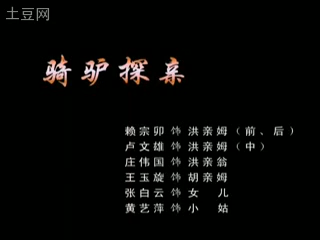 土豆网
骑驴探亲
赖宗卯 饰 洪亲姆（前、后）
卢文雄 饰 洪亲姆（中）
庄伟国 饰 洪亲翁
王玉旋 饰 胡亲姆
张白云 饰 女 儿
黄艺萍 饰 小 姑